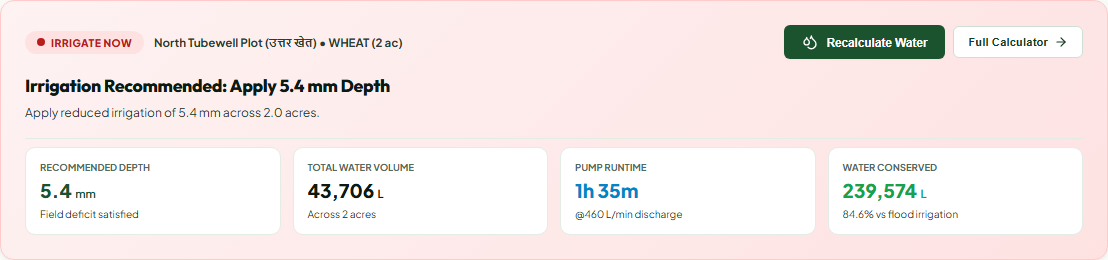 IRRIGATE NOW North Tubewell Plot (उत्तर खेत) • WHEAT (2 ac) Recalculate Water Full Calculator →
Irrigation Recommended: Apply 5.4 mm Depth
Apply reduced irrigation of 5.4 mm across 2.0 acres.
RECOMMENDED DEPTH TOTAL WATER VOLUME PUMP RUNTIME WATER CONSERVED
5.4 mm 43,706 L 1h 35m 239,574 L
Field deficit satisfied Across 2 acres @460 L/min discharge 84.6% vs flood irrigation